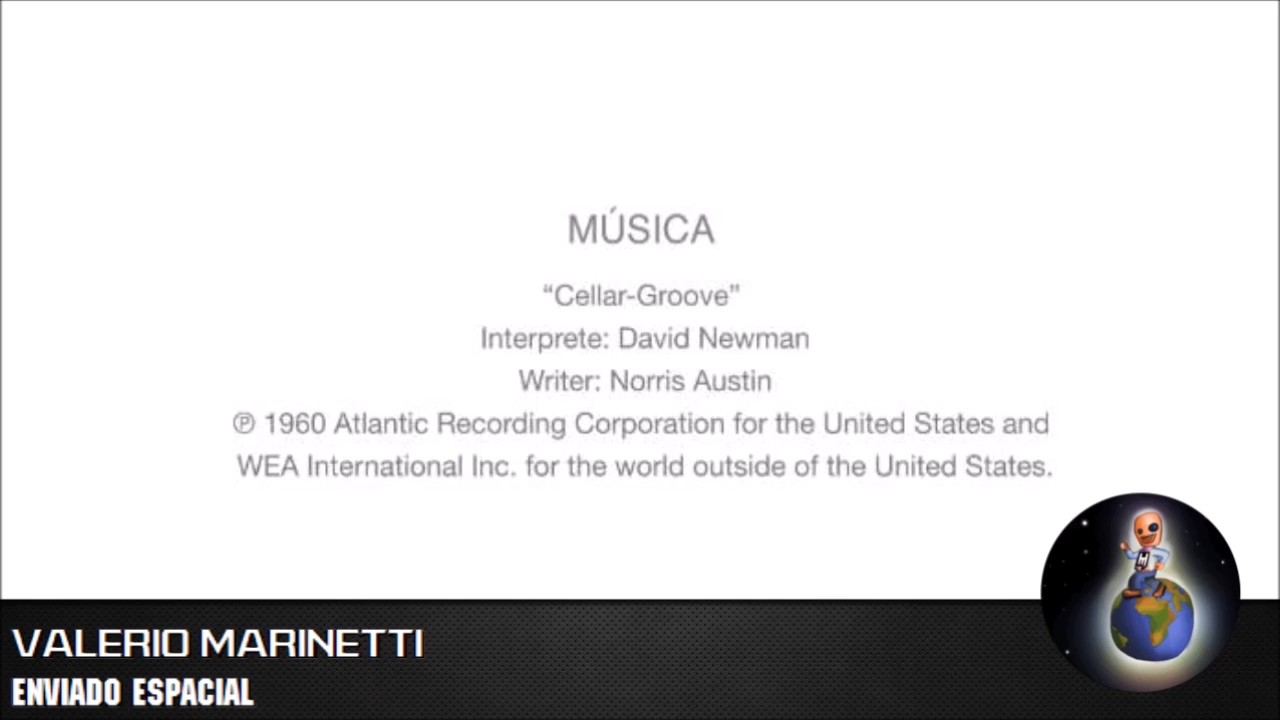 MÚSICA
“Cellar-Groove”
Interprete: David Newman
Writer: Norris Austin
℗ 1960 Atlantic Recording Corporation for the United States and
WEA International Inc. for the world outside of the United States.
M
VALERIO MARINETTI
ENVIADO ESPACIAL